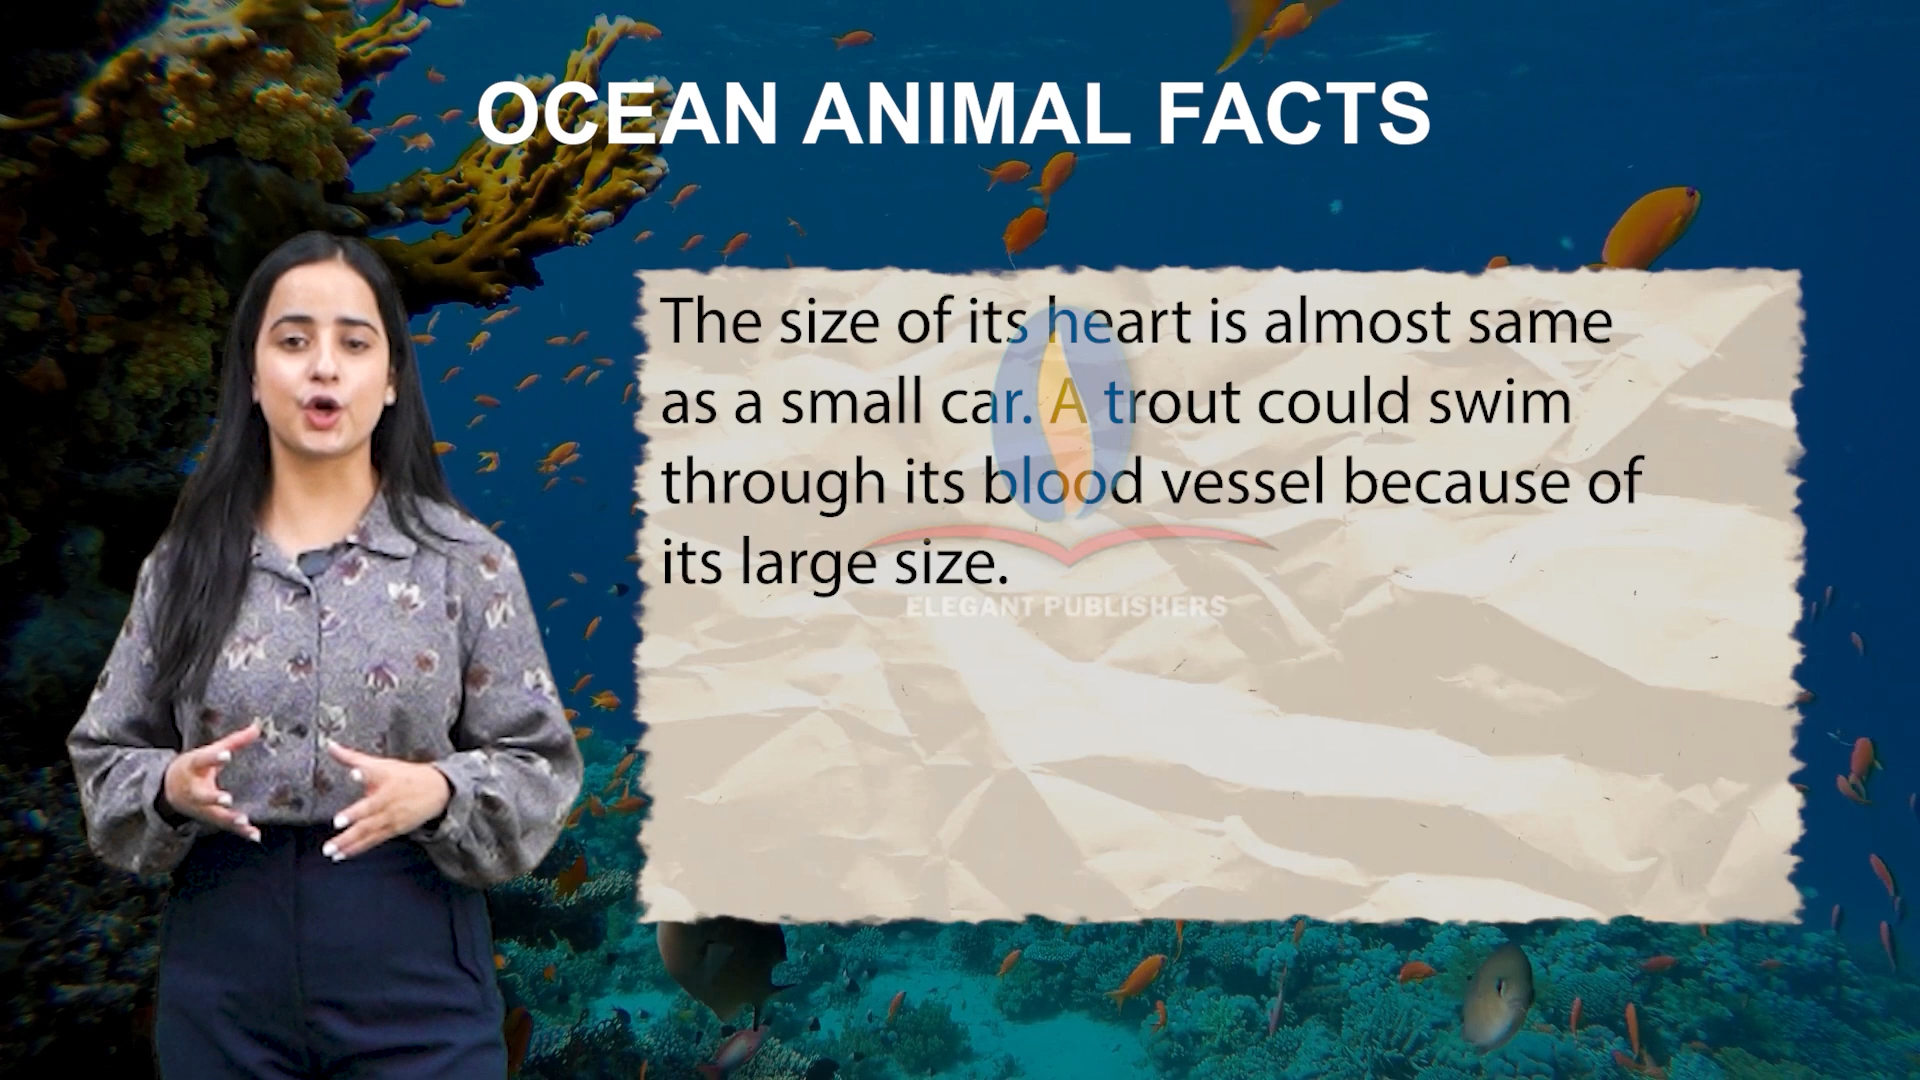 OCEAN ANIMAL FACTS
The size of its heart is almost same
as a small car. A trout could swim
through its blood vessel because of
its large size.
ELEGANT PUBLISHERS